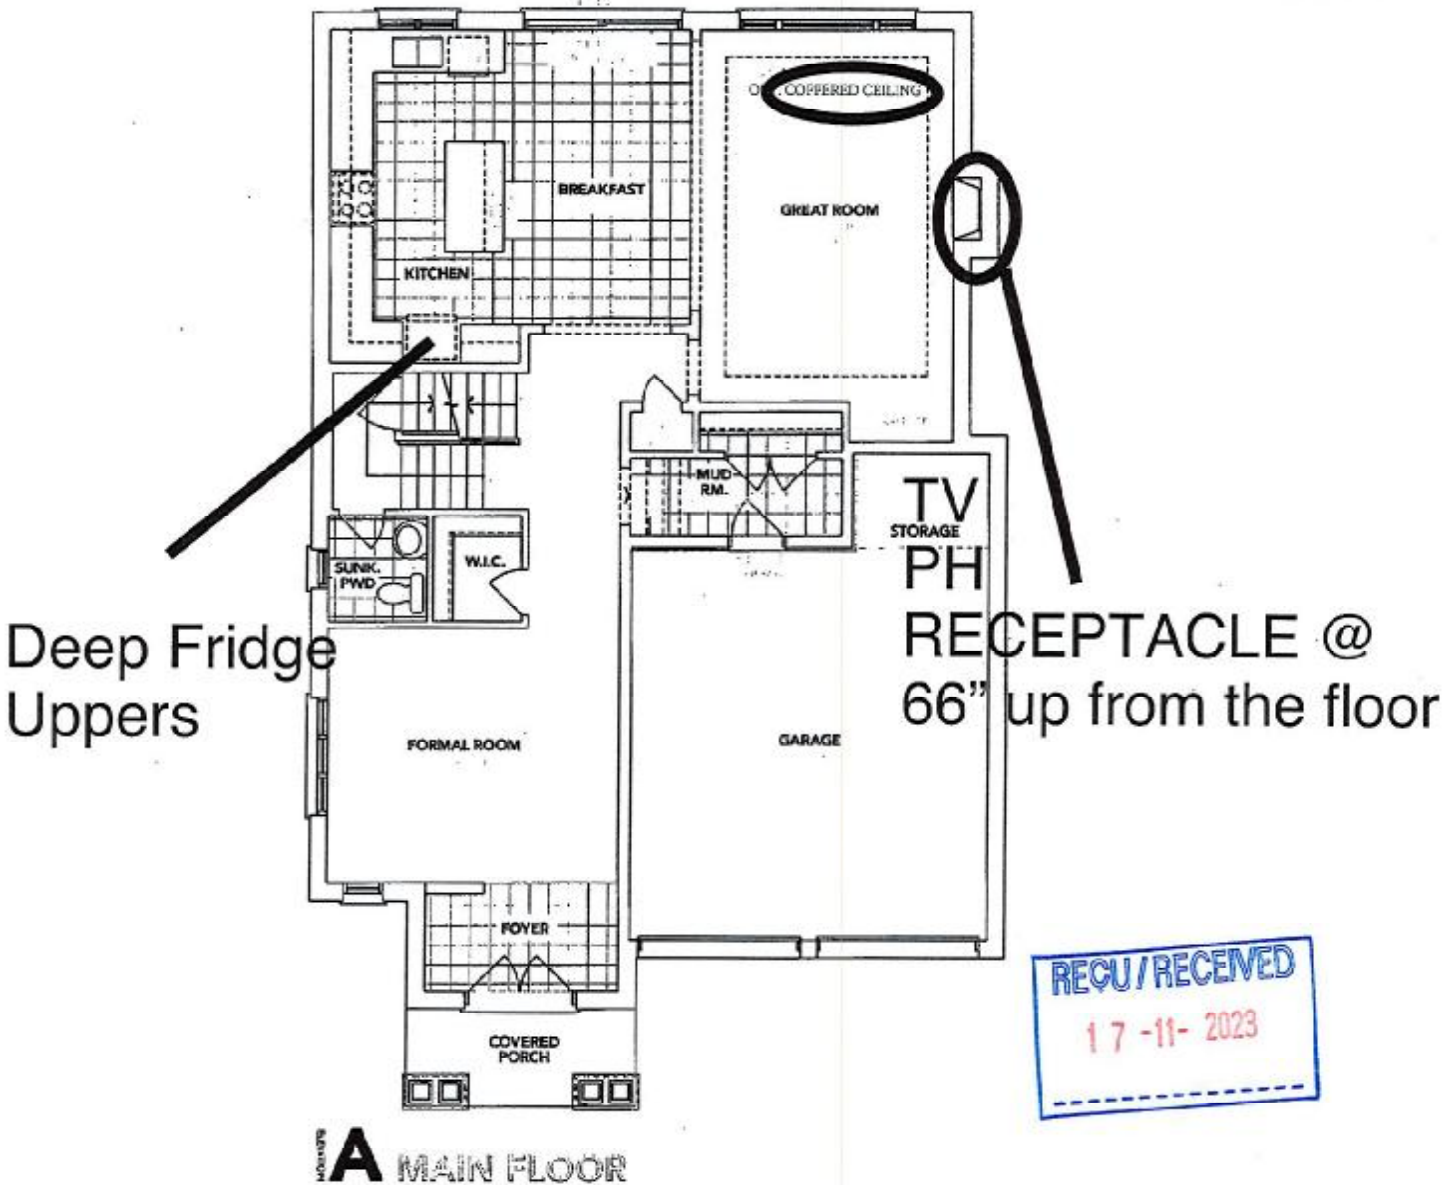 COFFERED CEILING
BREAKFAST
GREAT ROOM
KITCHEN
MUD
RM.
TV
STORAGE
PH
RECEPTACLE @
66” up from the floor
SUNK.
PWD
W.I.C.
Deep Fridge
Uppers
FORMAL ROOM
GARAGE
FOYER
REÇU / RECEIVED
17 -11- 2023
COVERED
PORCH
A MAIN FLOOR